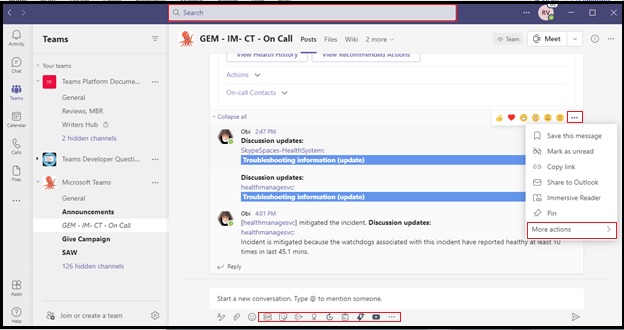 Search
RV
Activity
Chat
Teams
Calendar
Calls
Files
Apps
Help
Teams
Your teams
Teams Platform Docume...
General
Reviews, MBR
Writers Hub
2 hidden channels
Teams Developer Questi...
Microsoft Teams
General
Announcements
GEM - IM- CT - On Call
Give Campaign
SAW
126 hidden channels
Join or create a team
GEM - IM- CT - On Call
Posts
Files
Wiki
2 more
Team
Meet
View Health History
View Recommended Actions
Actions
On-call Contacts
Collapse all
Obi 2:47 PM
Discussion updates:
SkypeSpaces-HealthSystem:
Troubleshooting information (update)
Discussion updates:
healthmanagesvc:
Troubleshooting information (update)
Obi 4:01 PM
[healthmanagesvc] mitigated the incident. Discussion updates:
healthmanagesvc:
Incident is mitigated because the watchdogs associated with this incident have reported healthy at least 10
times in last 45.1 mins.
Reply
Save this message
Mark as unread
Copy link
Share to Outlook
Immersive Reader
Pin
More actions
Start a new conversation. Type @ to mention someone.